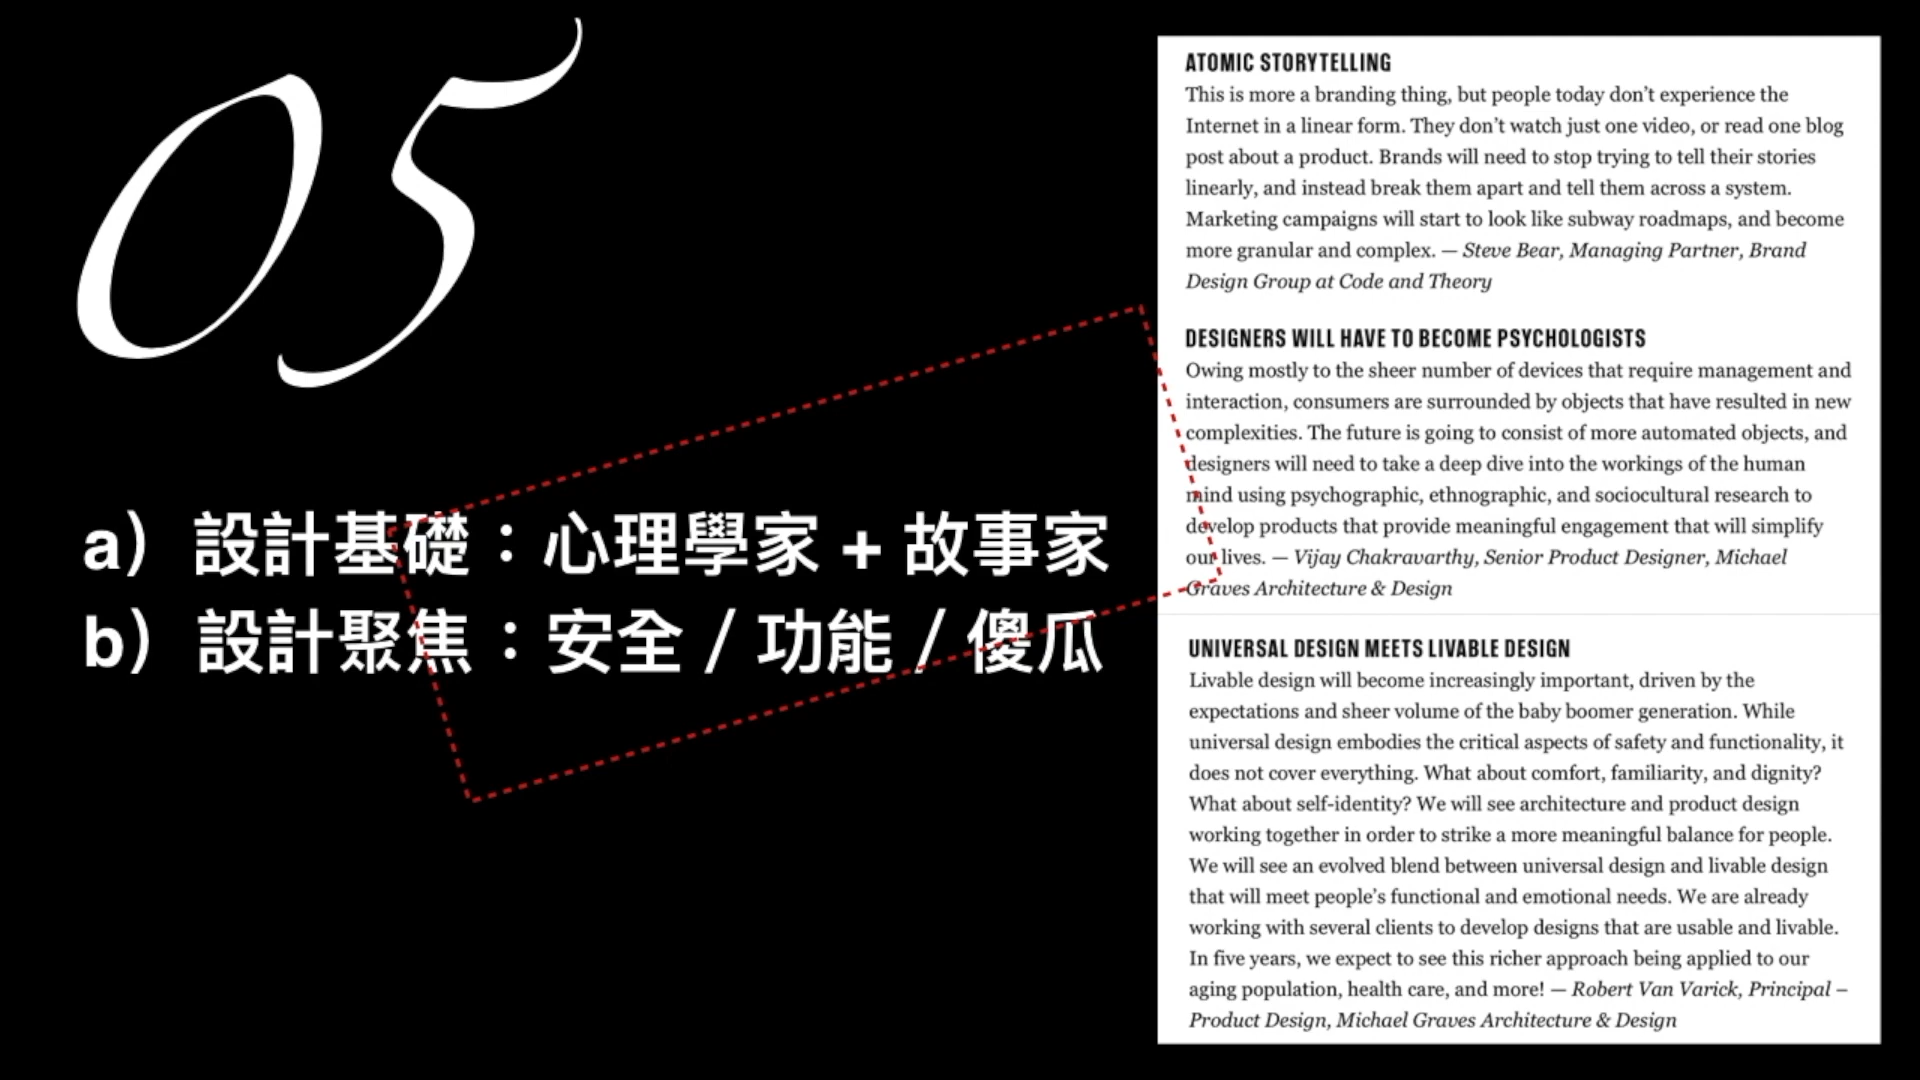 05
a）設計基礎：心理學家 + 故事家
b）設計聚焦：安全 / 功能 / 傻瓜
ATOMIC STORYTELLING
This is more a branding thing, but people today don’t experience the
Internet in a linear form. They don’t watch just one video, or read one blog
post about a product. Brands will need to stop trying to tell their stories
linearly, and instead break them apart and tell them across a system.
Marketing campaigns will start to look like subway roadmaps, and become
more granular and complex. — Steve Bear, Managing Partner, Brand
Design Group at Code and Theory
DESIGNERS WILL HAVE TO BECOME PSYCHOLOGISTS
Owing mostly to the sheer number of devices that require management and
interaction, consumers are surrounded by objects that have resulted in new
complexities. The future is going to consist of more automated objects, and
designers will need to take a deep dive into the workings of the human
mind using psychographic, ethnographic, and sociocultural research to
develop products that provide meaningful engagement that will simplify
our lives. — Vijay Chakravarthy, Senior Product Designer, Michael
Graves Architecture & Design
UNIVERSAL DESIGN MEETS LIVABLE DESIGN
Livable design will become increasingly important, driven by the
expectations and sheer volume of the baby boomer generation. While
universal design embodies the critical aspects of safety and functionality, it
does not cover everything. What about comfort, familiarity, and dignity?
What about self-identity? We will see architecture and product design
working together in order to strike a more meaningful balance for people.
We will see an evolved blend between universal design and livable design
that will meet people’s functional and emotional needs. We are already
working with several clients to develop designs that are usable and livable.
In five years, we expect to see this richer approach being applied to our
aging population, health care, and more! — Robert Van Varick, Principal –
Product Design, Michael Graves Architecture & Design